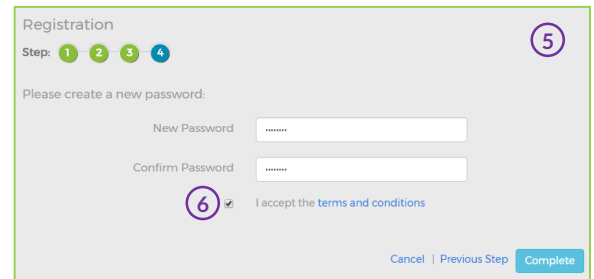 Registration
5
Step: 1 2 3 4
Please create a new password:
New Password ••••••••
Confirm Password ••••••••
6 I accept the terms and conditions
Cancel | Previous Step Complete